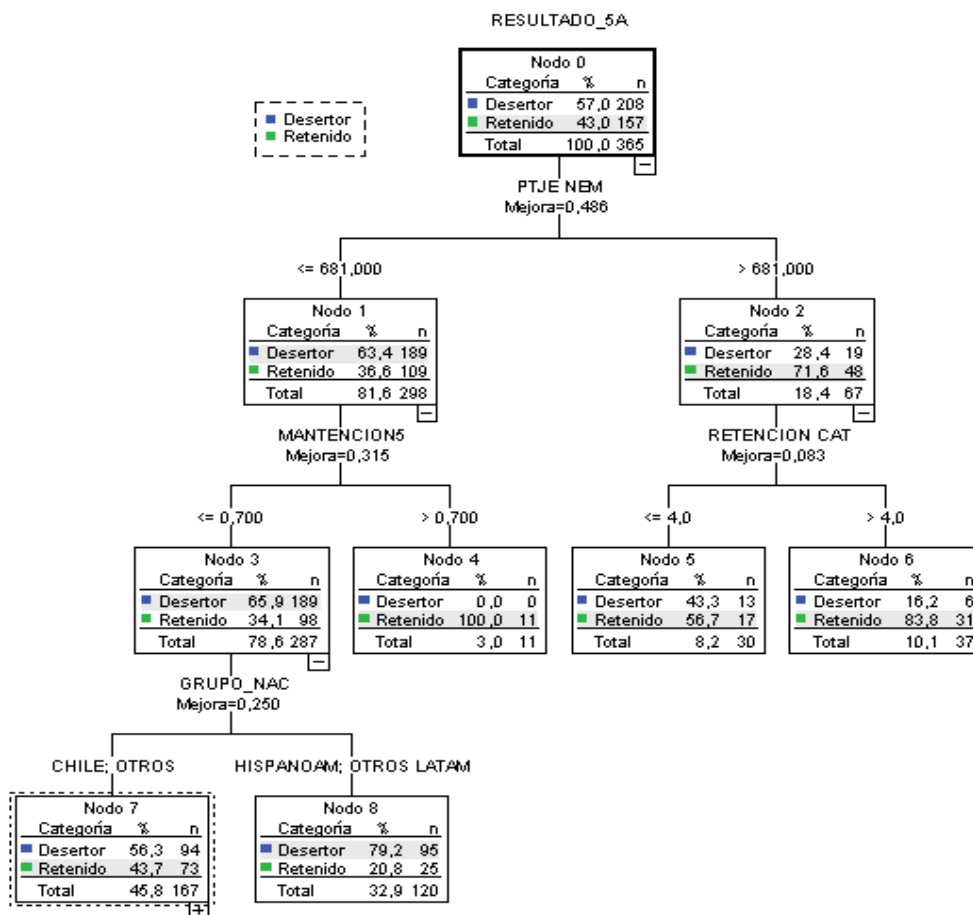 RESULTADO_5A
Desertor
Retenido
Nodo 0
Categoría % n
Desertor 57,0 208
Retenido 43,0 157
Total 100,0 365
PTJE NEM
Mejora=0,486
<= 681,000 > 681,000
Nodo 1
Categoría % n
Desertor 63,4 189
Retenido 36,6 109
Total 81,6 298
Nodo 2
Categoría % n
Desertor 28,4 19
Retenido 71,6 48
Total 18,4 67
MANTENCION5
Mejora=0,315
RETENCION CAT
Mejora=0,083
<= 0,700 > 0,700 <= 4,0 > 4,0
Nodo 3
Categoría % n
Desertor 65,9 189
Retenido 34,1 98
Total 78,6 287
Nodo 4
Categoría % n
Desertor 0,0 0
Retenido 100,0 11
Total 3,0 11
Nodo 5
Categoría % n
Desertor 43,3 13
Retenido 56,7 17
Total 8,2 30
Nodo 6
Categoría % n
Desertor 16,2 6
Retenido 83,8 31
Total 10,1 37
GRUPO_NAC
Mejora=0,250
CHILE; OTROS HISPANOAM; OTROS LATAM
Nodo 7
Categoría % n
Desertor 56,3 94
Retenido 43,7 73
Total 45,8 167
Nodo 8
Categoría % n
Desertor 79,2 95
Retenido 20,8 25
Total 32,9 120